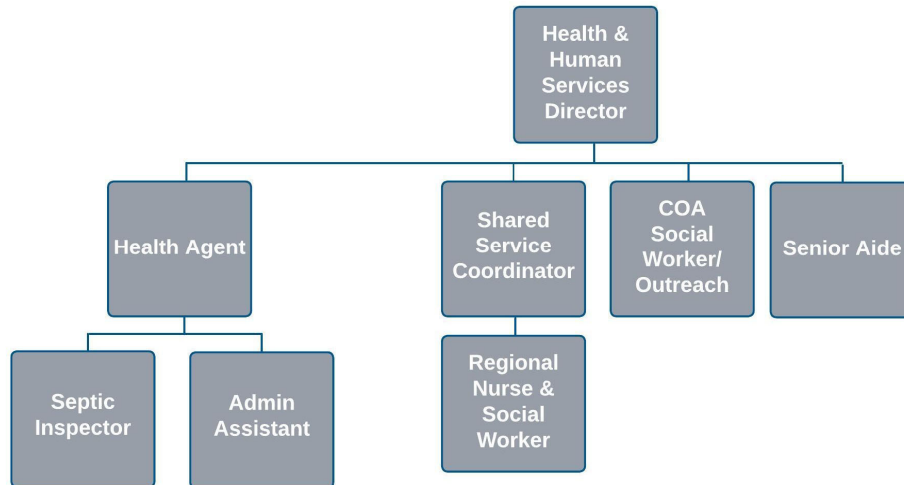 Health &
Human
Services
Director
Health Agent
Shared
Service
Coordinator
COA
Social
Worker/
Outreach
Senior Aide
Septic
Inspector
Admin
Assistant
Regional
Nurse &
Social
Worker